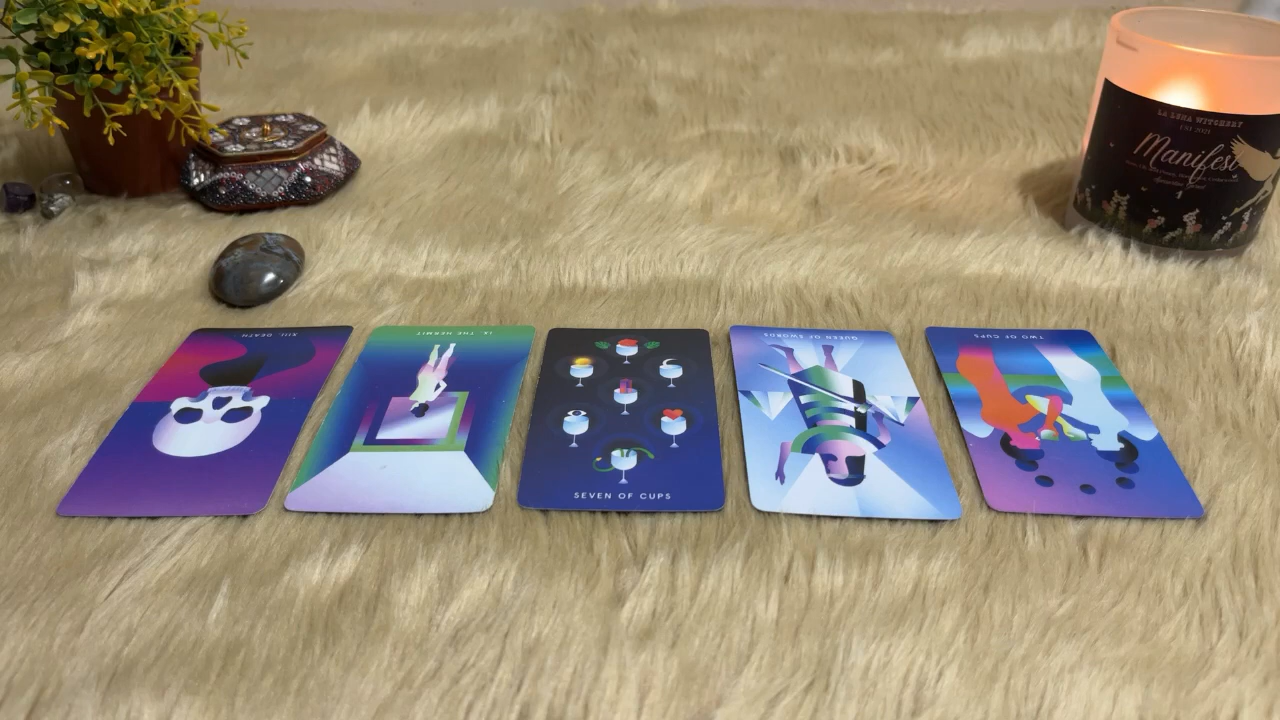 LA LUHA WITCHERY
EST 2021
Manifest
XIII. DEATH
IX. THE HERMIT
SEVEN OF CUPS
QUEEN OF SWORDS
TWO OF CUPS